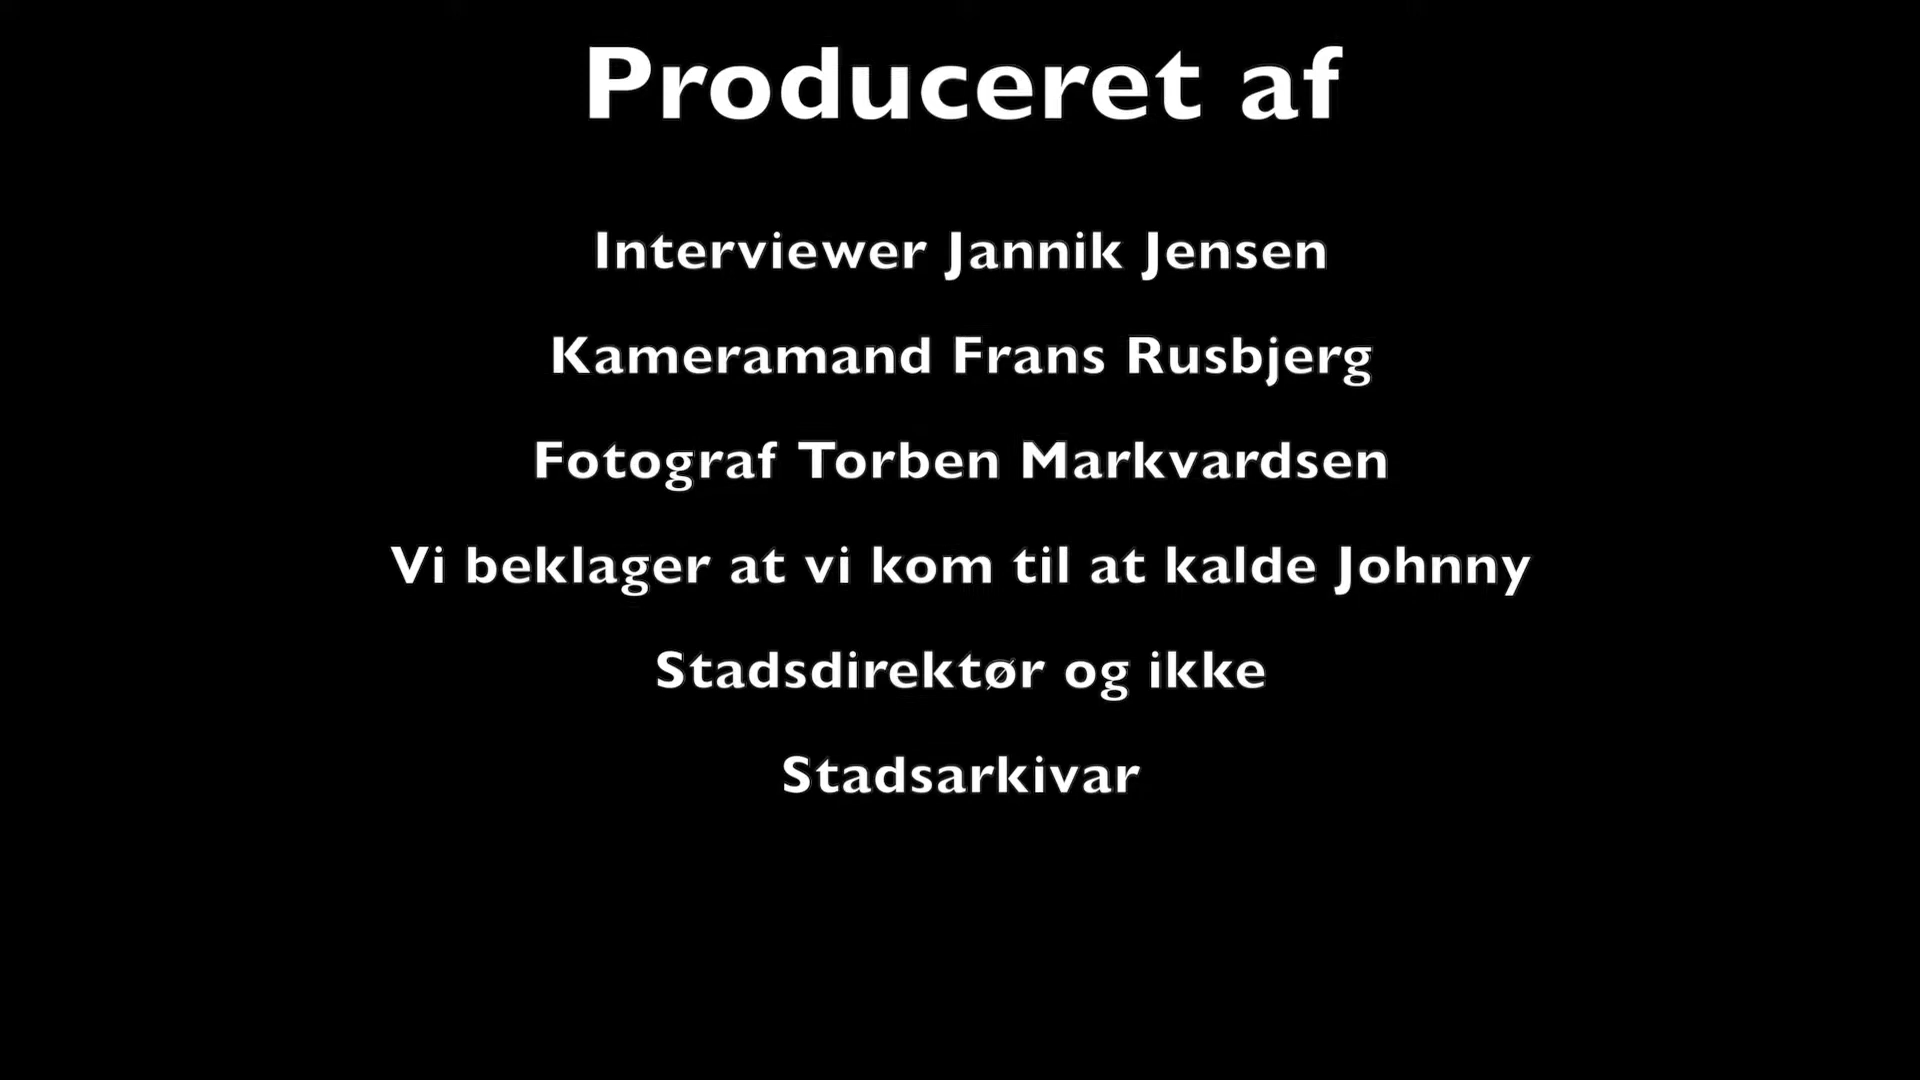 Produceret af
Interviewer Jannik Jensen
Kameramand Frans Rusbjerg
Fotograf Torben Markvardsen
Vi beklager at vi kom til at kalde Johnny
Stadsdirektør og ikke
Stadsarkivar